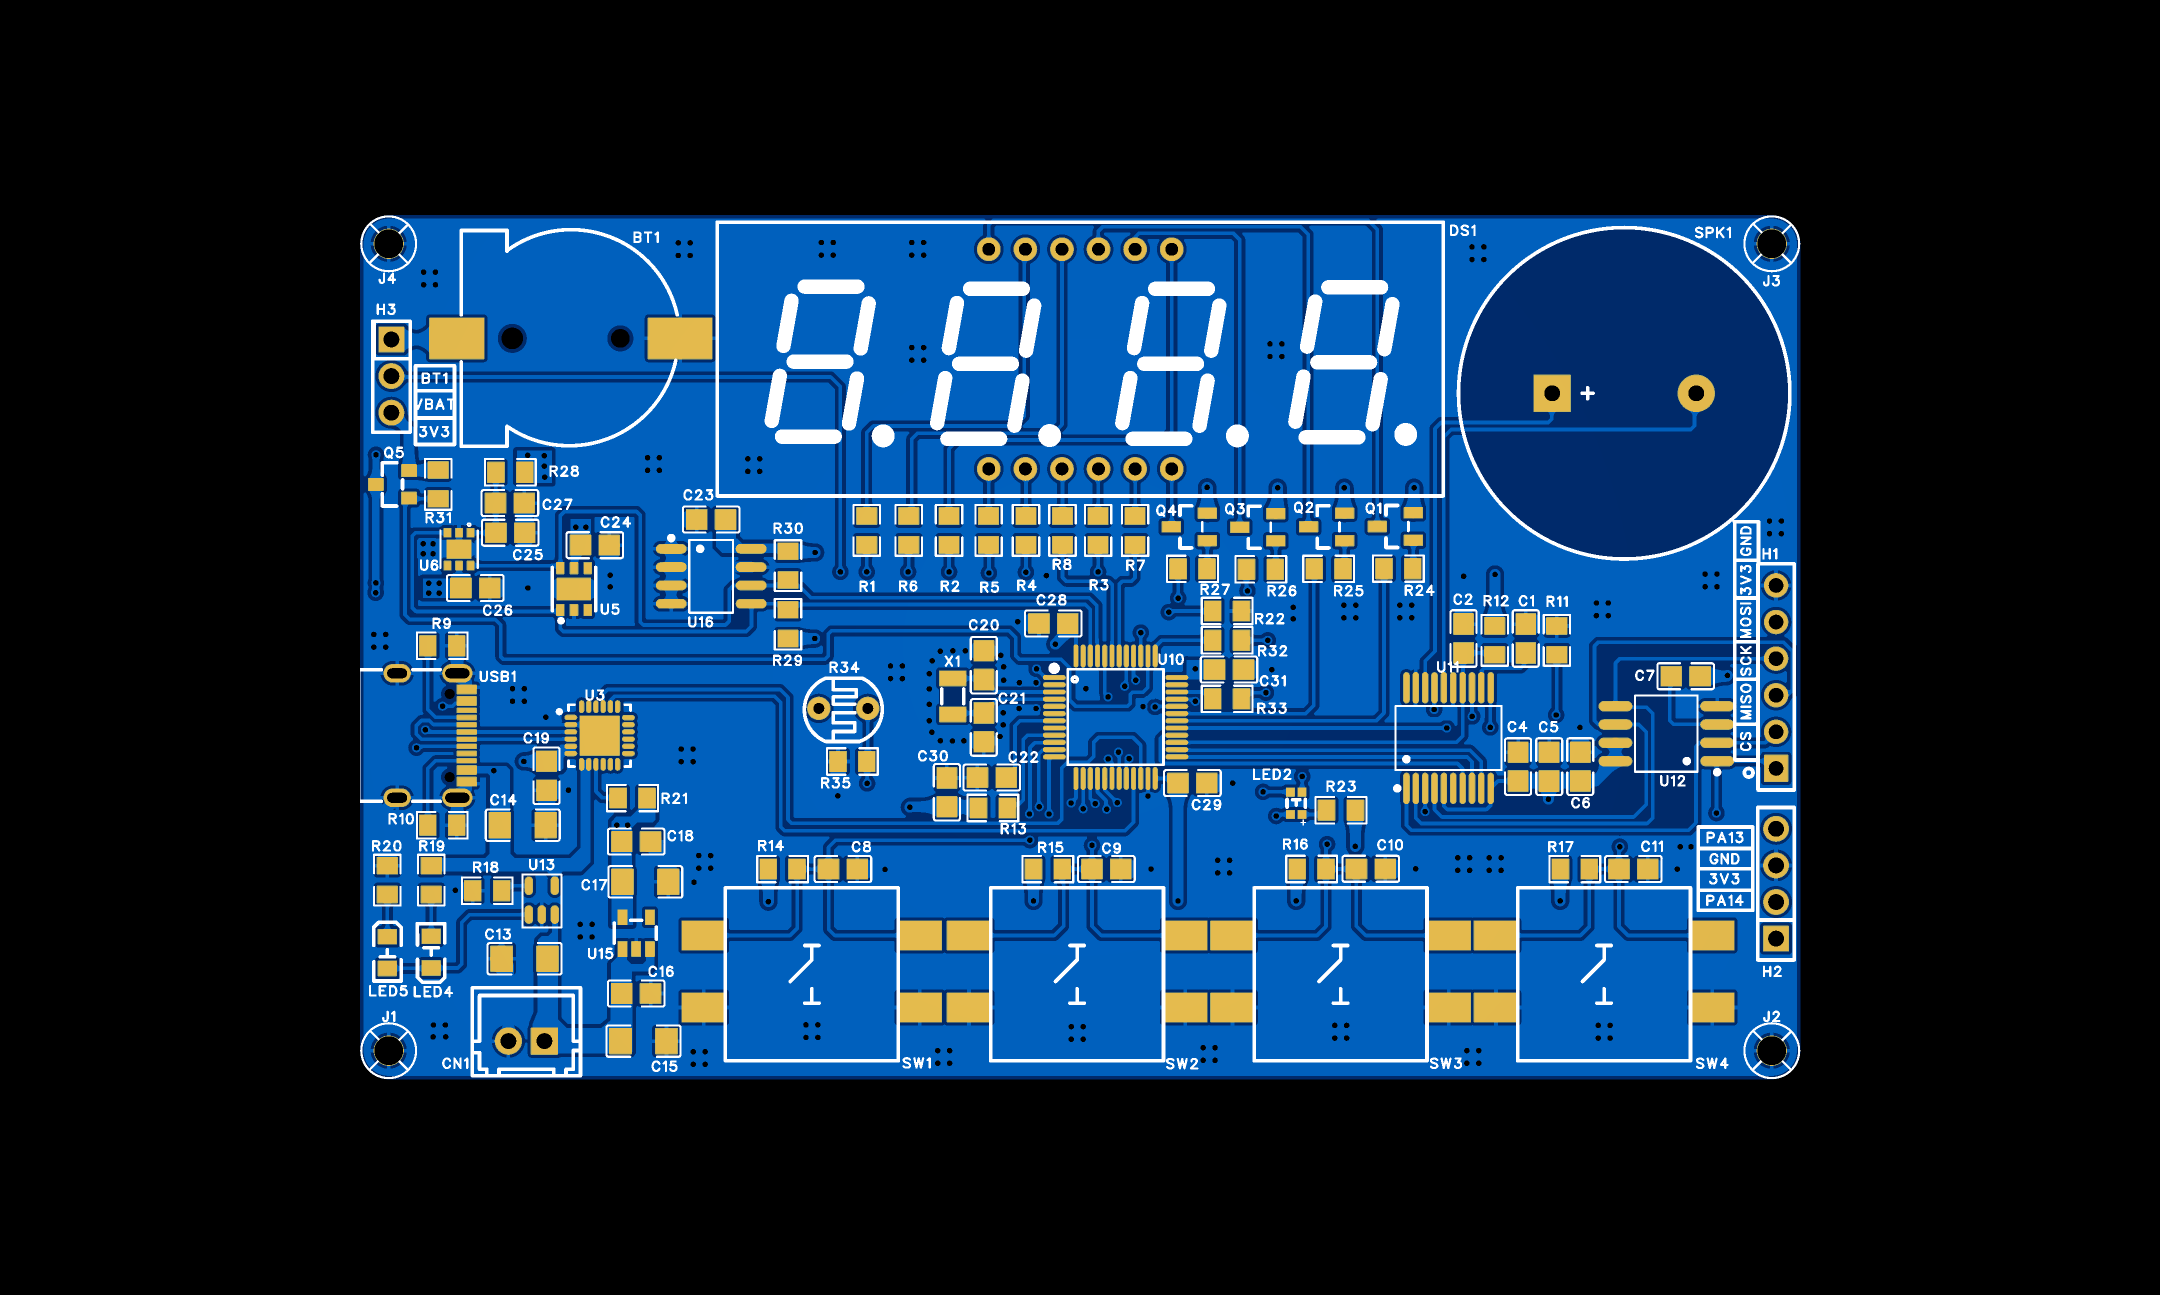 BT1
DS1
SPK1
J4
J3
H3
BT1
VBAT
3V3
Q5
R28
C27
R31
C25
C24
C23
R30
U6
C26
U5
U16
R29
R1
R6
R2
R5
R4
R8
R3
R7
Q4
Q3
Q2
Q1
R27
R26
R25
R24
GND
3V3
MOSI
SCK
MISO
CS
H1
C28
C20
X1
C21
R22
R32
C31
R33
U10
C2
R12
C1
R11
U11
C7
C4
C5
C6
U12
R9
USB1
U3
C19
R34
R35
C30
C22
R13
C29
LED2
R23
+
R10
C14
R21
C18
R20
R19
R18
U13
C17
R14
C8
R15
C9
R16
C10
R17
C11
PA13
GND
3V3
PA14
H2
C13
U15
C16
LED5
LED4
J1
CN1
C15
SW1
SW2
SW3
SW4
J2